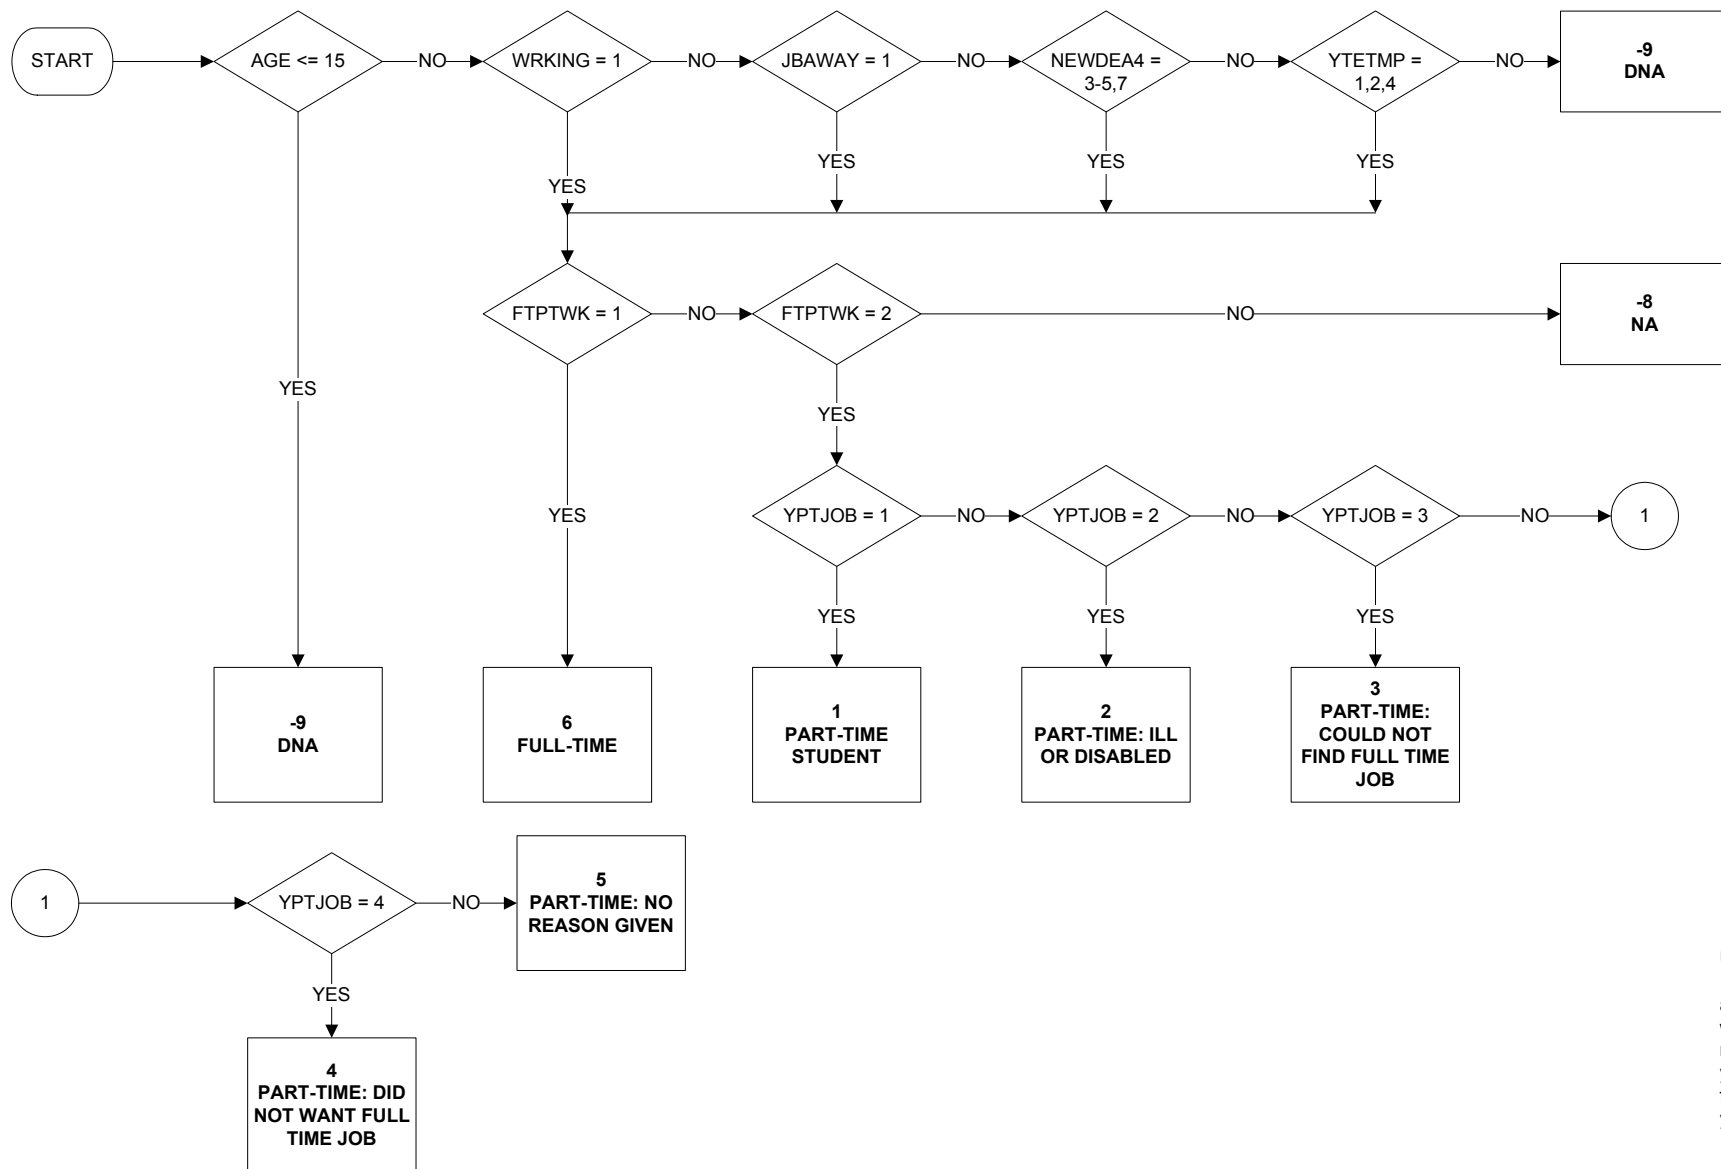 START
AGE <= 15
NO
WRKING = 1
NO
JBAWAY = 1
NO
NEWDEA4 =
3-5,7
NO
YTETMP =
1,2,4
NO
-9
DNA
YES
YES
YES
YES
YES
FTPTWK = 1
NO
FTPTWK = 2
NO
-8
NA
YES
YES
YPTJOB = 1
NO
YPTJOB = 2
NO
YPTJOB = 3
NO
1
YES
YES
YES
-9
DNA
6
FULL-TIME
1
PART-TIME
STUDENT
2
PART-TIME: ILL
OR DISABLED
3
PART-TIME:
COULD NOT
FIND FULL TIME
JOB
1
YPTJOB = 4
NO
5
PART-TIME: NO
REASON GIVEN
YES
4
PART-TIME: DID
NOT WANT FULL
TIME JOB